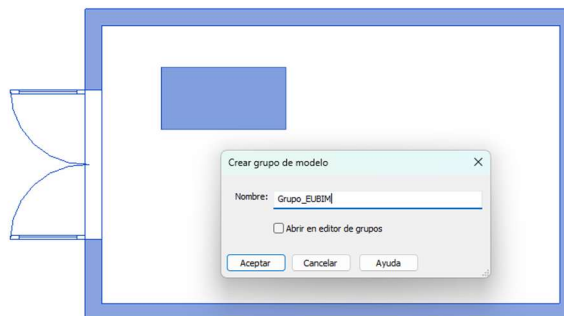 Crear grupo de modelo
Nombre: Grupo_EUBIM
Abrir en editor de grupos
Aceptar Cancelar Ayuda